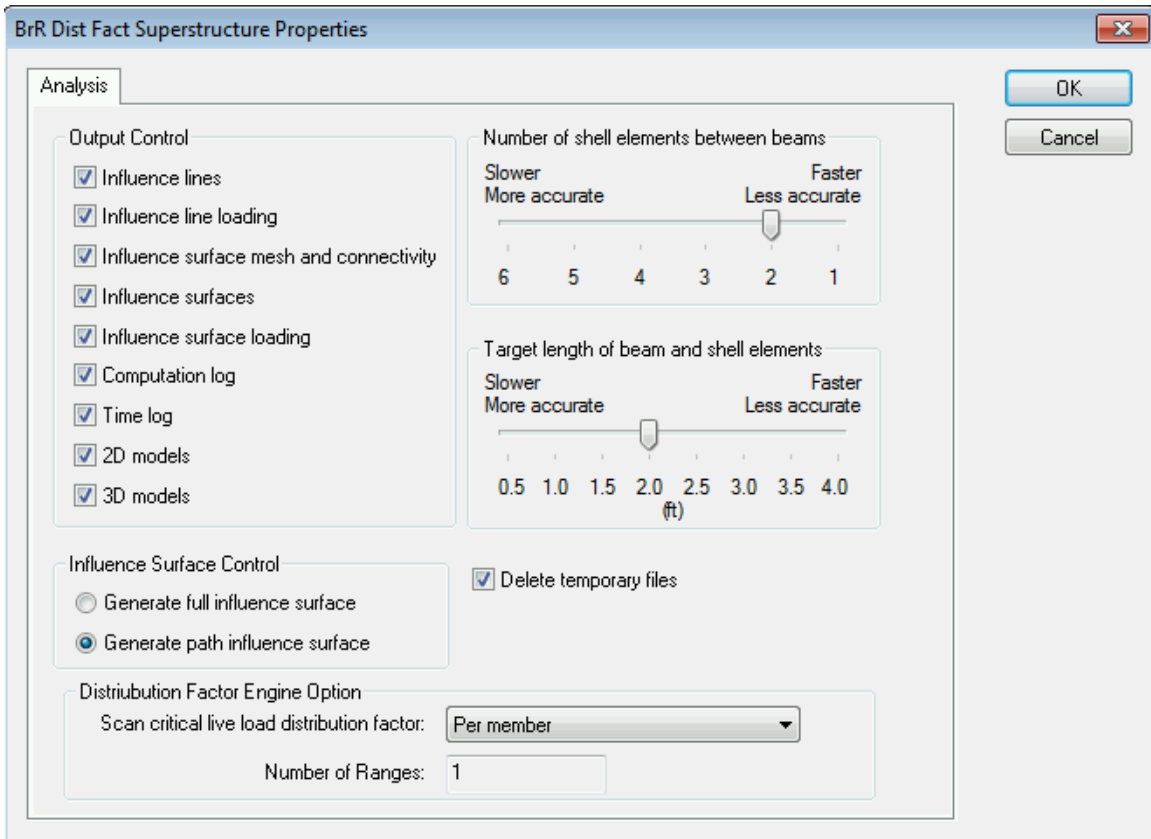 BrR Dist Fact Superstructure Properties
Analysis
OK
Cancel
Output Control
Influence lines
Influence line loading
Influence surface mesh and connectivity
Influence surfaces
Influence surface loading
Computation log
Time log
2D models
3D models
Number of shell elements between beams
Slower Faster
More accurate Less accurate
6 5 4 3 2 1
Target length of beam and shell elements
Slower Faster
More accurate Less accurate
0.5 1.0 1.5 2.0 2.5 3.0 3.5 4.0
(ft)
Influence Surface Control
Generate full influence surface
Generate path influence surface
Delete temporary files
Distriubution Factor Engine Option
Scan critical live load distribution factor: Per member
Number of Ranges: 1